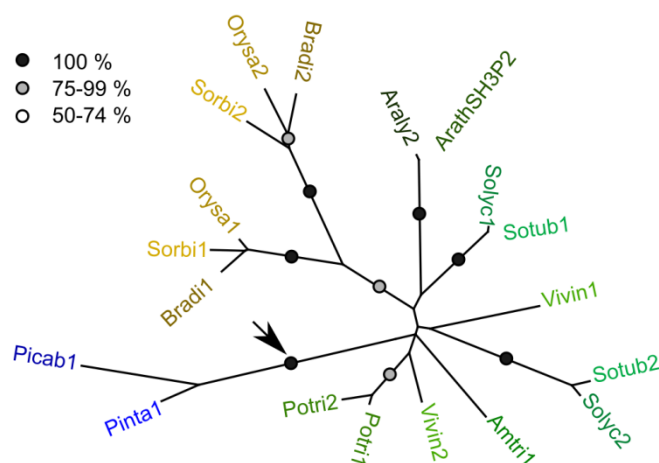 100 %
75-99 %
50-74 %
Orysa2
Bradi2
Sorbi2
Araly2
ArathSH3P2
Solyc1
Sotub1
Orysa1
Sorbi1
Bradi1
Vivin1
Picab1
Pinta1
Potri2
Potri1
Vivin2
Amtri1
Sotub2
Solyc2